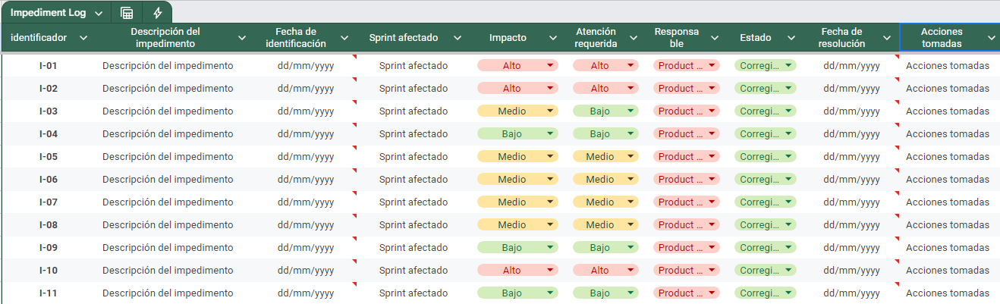 Impediment Log
identificador Descripción del impedimento Fecha de identificación Sprint afectado Impacto Atención requerida Responsa ble Estado Fecha de resolución Acciones tomadas
I-01 Descripción del impedimento dd/mm/yyyy Sprint afectado Alto Alto Product ... Corregi... dd/mm/yyyy Acciones tomadas
I-02 Descripción del impedimento dd/mm/yyyy Sprint afectado Alto Alto Product ... Corregi... dd/mm/yyyy Acciones tomadas
I-03 Descripción del impedimento dd/mm/yyyy Sprint afectado Medio Bajo Product ... Corregi... dd/mm/yyyy Acciones tomadas
I-04 Descripción del impedimento dd/mm/yyyy Sprint afectado Bajo Bajo Product ... Corregi... dd/mm/yyyy Acciones tomadas
I-05 Descripción del impedimento dd/mm/yyyy Sprint afectado Medio Medio Product ... Corregi... dd/mm/yyyy Acciones tomadas
I-06 Descripción del impedimento dd/mm/yyyy Sprint afectado Medio Medio Product ... Corregi... dd/mm/yyyy Acciones tomadas
I-07 Descripción del impedimento dd/mm/yyyy Sprint afectado Medio Medio Product ... Corregi... dd/mm/yyyy Acciones tomadas
I-08 Descripción del impedimento dd/mm/yyyy Sprint afectado Medio Medio Product ... Corregi... dd/mm/yyyy Acciones tomadas
I-09 Descripción del impedimento dd/mm/yyyy Sprint afectado Bajo Bajo Product ... Corregi... dd/mm/yyyy Acciones tomadas
I-10 Descripción del impedimento dd/mm/yyyy Sprint afectado Alto Alto Product ... Corregi... dd/mm/yyyy Acciones tomadas
I-11 Descripción del impedimento dd/mm/yyyy Sprint afectado Bajo Bajo Product ... Corregi... dd/mm/yyyy Acciones tomadas